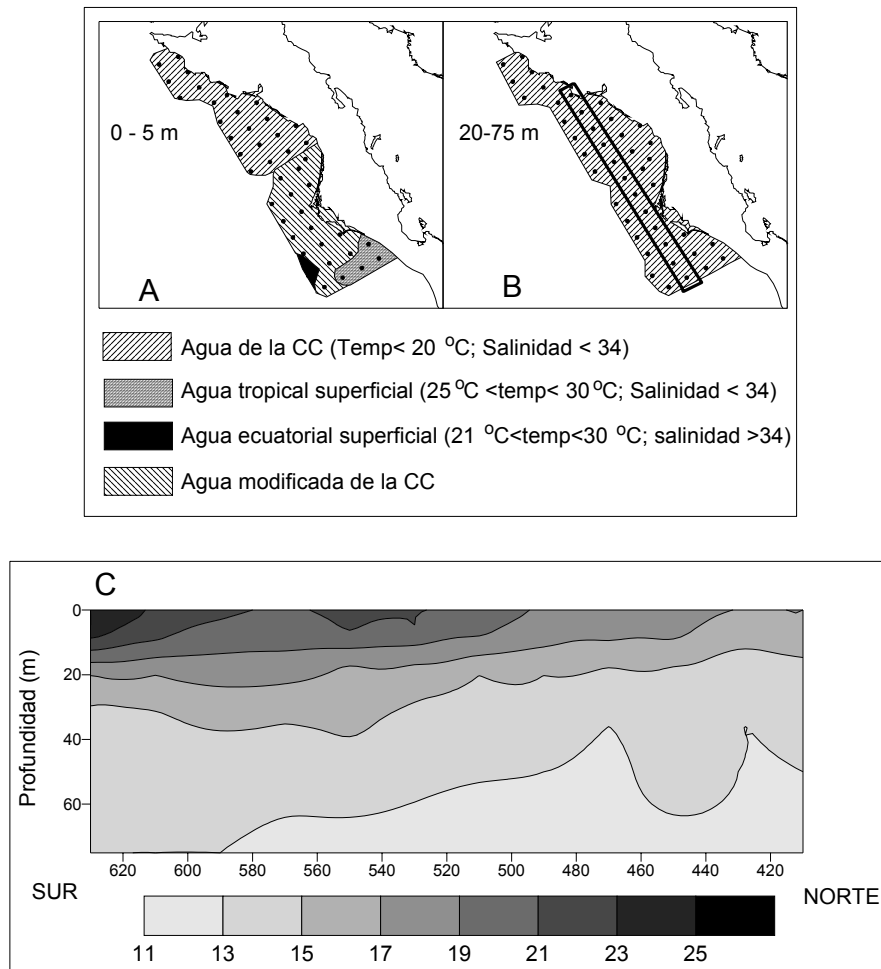 0 - 5 m
20-75 m
A
B
Agua de la CC (Temp< 20 °C; Salinidad < 34)
Agua tropical superficial (25 °C <temp< 30 °C; Salinidad < 34)
Agua ecuatorial superficial (21 °C<temp<30 °C; salinidad >34)
Agua modificada de la CC
C
Profundidad (m)
0
20
40
60
620 600 580 560 540 520 500 480 460 440 420
SUR
NORTE
11 13 15 17 19 21 23 25